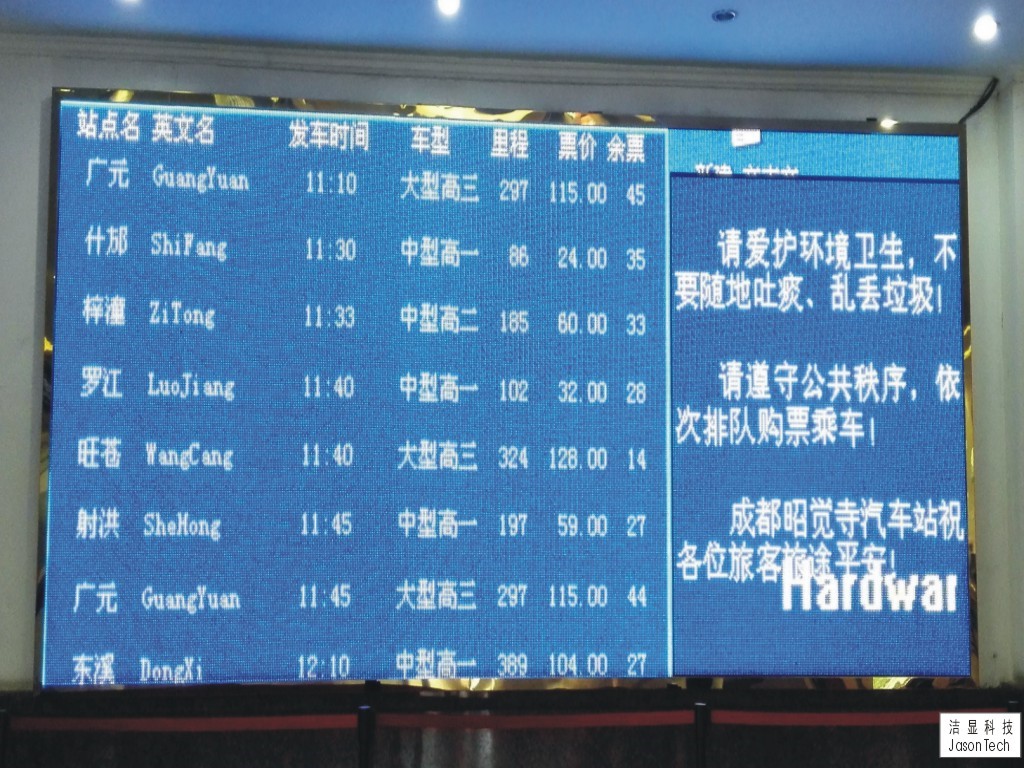 站点名 英文名 发车时间 车型 里程 票价 余票
广元 GuangYuan 11:10 大型高三 297 115.00 45
什邡 ShiFang 11:30 中型高一 86 24.00 35
梓潼 ZiTong 11:33 中型高二 185 60.00 33
罗江 LuoJiang 11:40 中型高一 102 32.00 28
旺苍 WangCang 11:40 大型高三 324 128.00 14
射洪 SheHong 11:45 中型高一 197 59.00 27
广元 GuangYuan 11:45 大型高三 297 115.00 44
东溪 DongXi 12:10 中型高一 389 104.00 27
请爱护环境卫生，不
要随地吐痰、乱丢垃圾！
请遵守公共秩序，依
次排队购票乘车！
成都昭觉寺汽车站祝
各位旅客旅途平安！
Hardwar
洁显科技
JasonTech